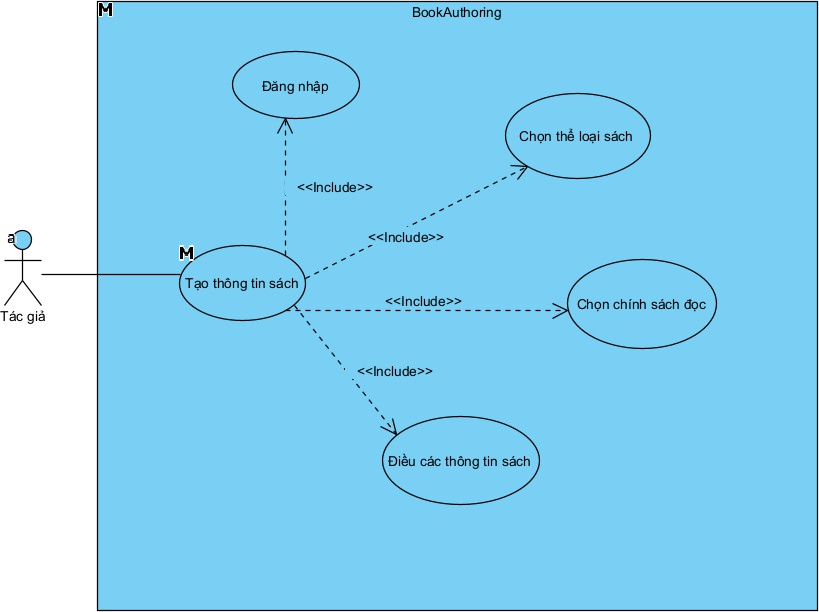 M
BookAuthoring
Đăng nhập
Chọn thể loại sách
<<Include>>
<<Include>>
a
M
Tạo thông tin sách
<<Include>>
Chọn chính sách đọc
Tác giả
<<Include>>
Điều các thông tin sách